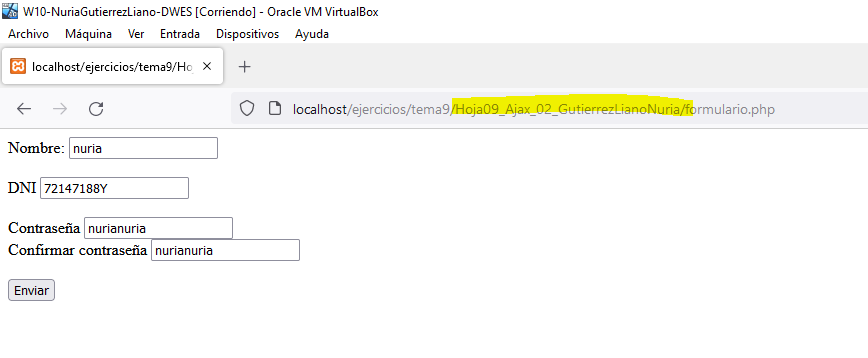 W10-NuriaGutierrezLiano-DWES [Corriendo] - Oracle VM VirtualBox
Archivo Máquina Ver Entrada Dispositivos Ayuda
localhost/ejercicios/tema9/Ho
localhost/ejercicios/tema9/Hoja09_Ajax_02_GutierrezLianoNuria/formulario.php
Nombre: nuria
DNI 72147188Y
Contraseña nurianuria
Confirmar contraseña nurianuria
Enviar